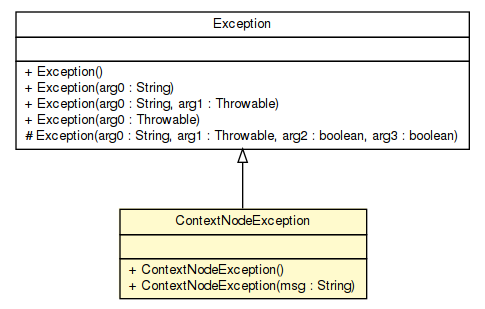 Exception
+ Exception()
+ Exception(arg0 : String)
+ Exception(arg0 : String, arg1 : Throwable)
+ Exception(arg0 : Throwable)
# Exception(arg0 : String, arg1 : Throwable, arg2 : boolean, arg3 : boolean)
ContextNodeException
+ ContextNodeException()
+ ContextNodeException(msg : String)